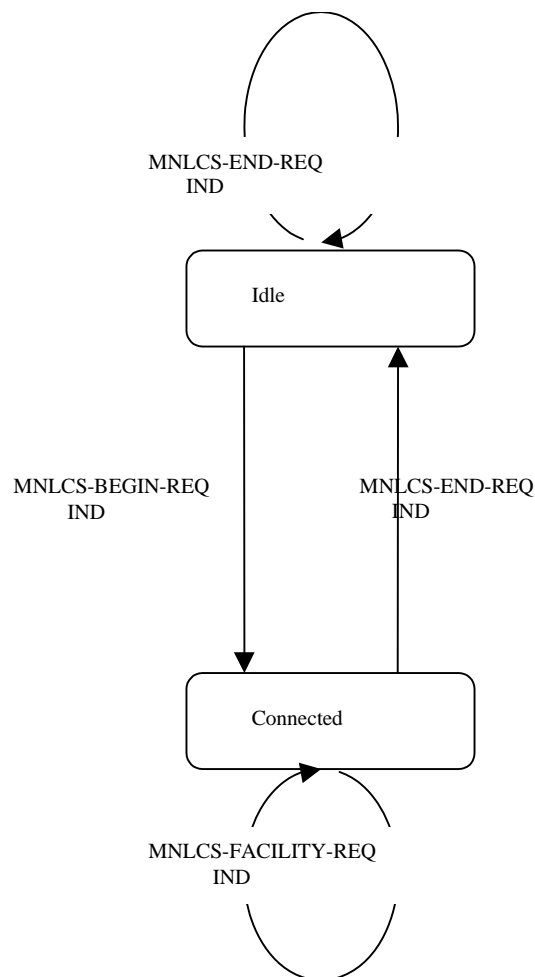 MNLCS-END-REQ
IND
Idle
MNLCS-BEGIN-REQ
IND
MNLCS-END-REQ
IND
Connected
MNLCS-FACILITY-REQ
IND